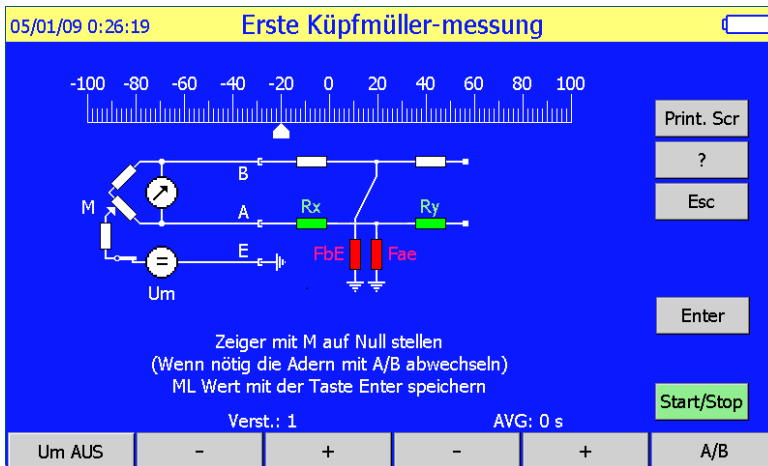 05/01/09 0:26:19 Erste Küpfmüller-messung
-100 -80 -60 -40 -20 0 20 40 60 80 100
Print. Scr
?
Esc
B
M
A
Rx
Ry
E
FbE
Fae
=
Um
Enter
Zeiger mit M auf Null stellen
(Wenn nötig die Adern mit A/B abwechseln)
ML Wert mit der Taste Enter speichern
Start/Stop
Verst.: 1 AVG: 0 s
Um AUS - + - + A/B